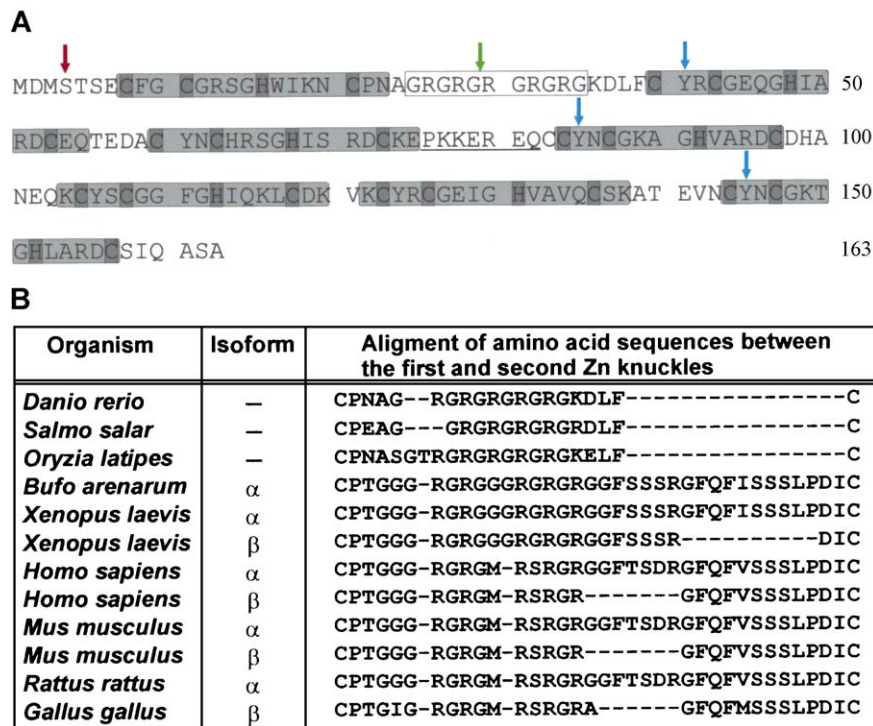 A
MDMSTSECFG CGRSGHWIKN CPNAGRGRGR GRGRGKDLFC YRCGEQGHIA 50
RDCEQTEDAC YNCHRSGHIS RDCKEPKKER EQCCYNCGKA GHVARDCDHA 100
NEQKCYSCGG FGHIQKLCDK VKCYRCGEIG HVAVQCSKAT EVNCYNCGKT 150
GHLARDCSIQ ASA 163
B
Organism Isoform Aligment of amino acid sequences between
the first and second Zn knuckles
Danio rerio – CPNAG--RGRGRGRGRGKDLF----------------C
Salmo salar – CPEAG---GRGRGRGRGRDLF----------------C
Oryzia latipes – CPNASGTRGRGRGRGRGKELF----------------C
Bufo arenarum α CPTGGG-RGRGGGRGRGRGGFSSSRGFQFISSSLPDIC
Xenopus laevis α CPTGGG-RGRGGGRGRGRGGFSSSRGFQFISSSLPDIC
Xenopus laevis β CPTGGG-RGRGGGRGRGRGGFSSSR----------DIC
Homo sapiens α CPTGGG-RGRGM-RSRGRGGFTSDRGFQFVSSSLPDIC
Homo sapiens β CPTGGG-RGRGM-RSRGR-------GFQFVSSSLPDIC
Mus musculus α CPTGGG-RGRGM-RSRGRGGFTSDRGFQFVSSSLPDIC
Mus musculus β CPTGGG-RGRGM-RSRGR-------GFQFVSSSLPDIC
Rattus rattus α CPTGGG-RGRGM-RSRGRGGFTSDRGFQFVSSSLPDIC
Gallus gallus β CPTGIG-RGRGM-RSRGRA------GFQFMSSSLPDIC